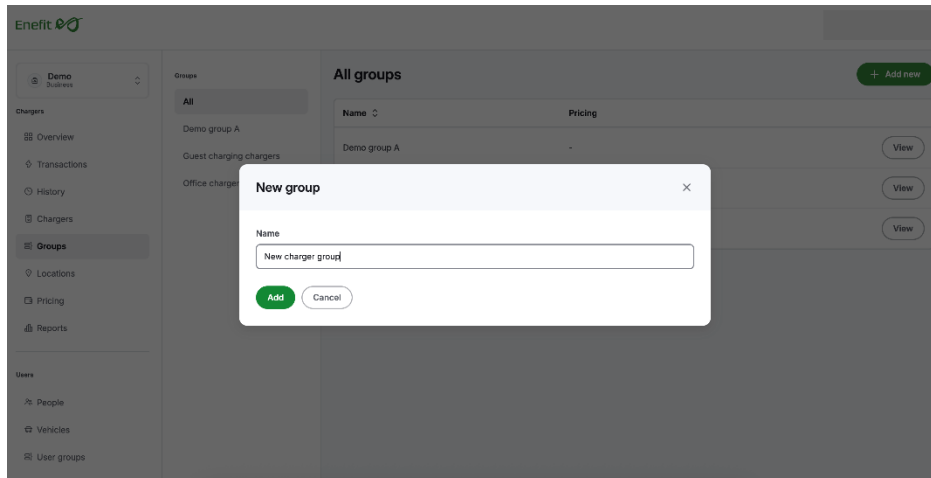 Enefit
Demo
Business
Chargers
Overview
Transactions
History
Chargers
Groups
Locations
Pricing
Reports
Users
People
Vehicles
User groups
Groups
All
Demo group A
Guest charging chargers
Office charger
All groups
+ Add new
Name Pricing
Demo group A - View
View
View
New group
Name
New charger group
Add Cancel